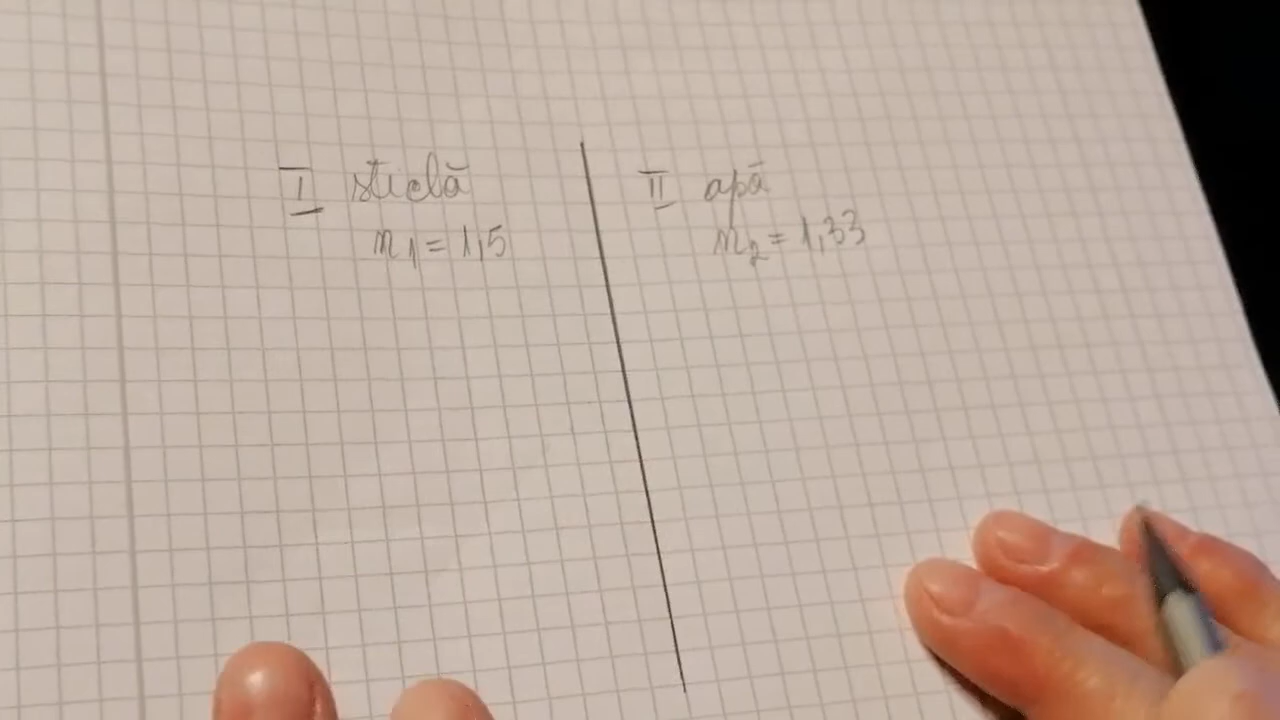 I sticlă
n1 = 1,5
II apă
n2 = 1,33